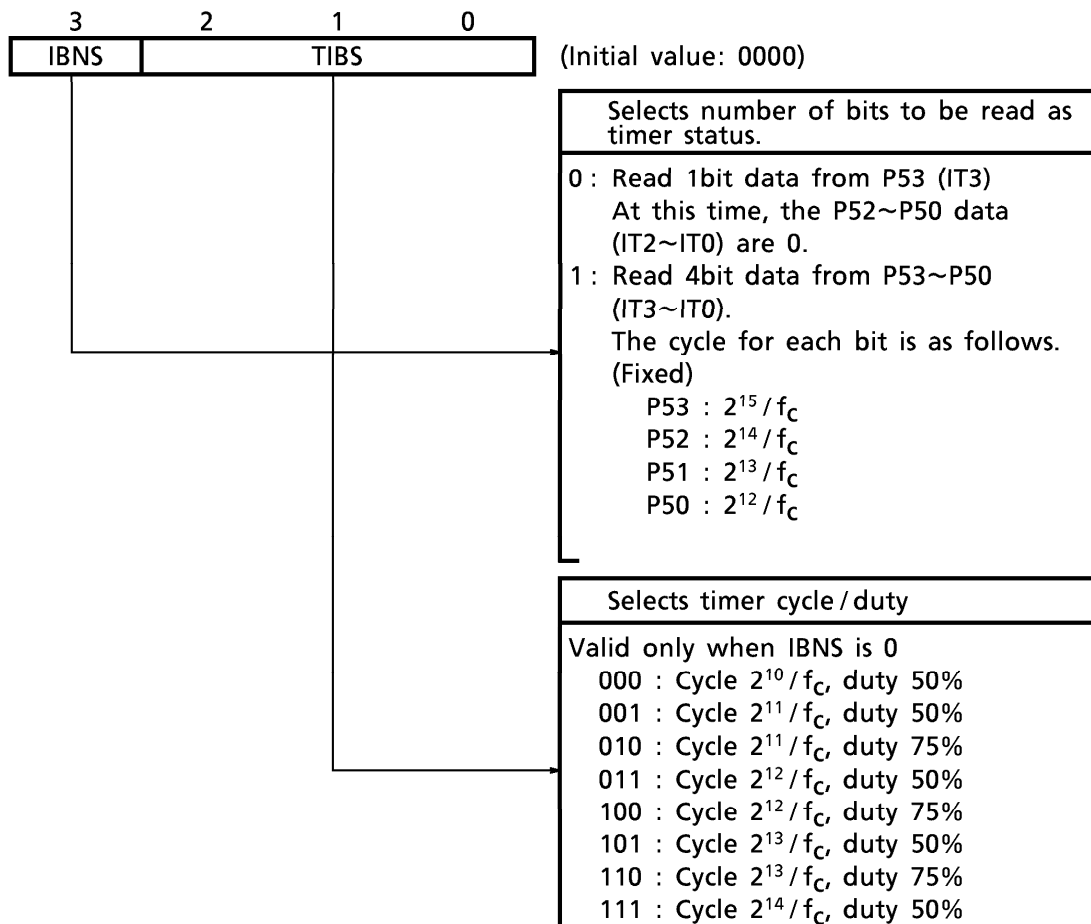 3 2 1 0
IBNS TIBS (Initial value: 0000)
Selects number of bits to be read as
timer status.
0 : Read 1bit data from P53 (IT3)
At this time, the P52~P50 data
(IT2~IT0) are 0.
1 : Read 4bit data from P53~P50
(IT3~IT0).
The cycle for each bit is as follows.
(Fixed)
P53 : 2¹⁵/fc
P52 : 2¹⁴/fc
P51 : 2¹³/fc
P50 : 2¹²/fc
Selects timer cycle/duty
Valid only when IBNS is 0
000 : Cycle 2¹⁰/fc, duty 50%
001 : Cycle 2¹¹/fc, duty 50%
010 : Cycle 2¹¹/fc, duty 75%
011 : Cycle 2¹²/fc, duty 50%
100 : Cycle 2¹²/fc, duty 75%
101 : Cycle 2¹³/fc, duty 50%
110 : Cycle 2¹³/fc, duty 75%
111 : Cycle 2¹⁴/fc, duty 50%